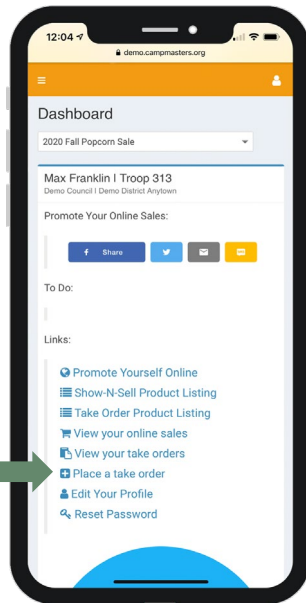 12:04
demo.campmasters.org
Dashboard
2020 Fall Popcorn Sale
Max Franklin I Troop 313
Demo Council I Demo District Anytown
Promote Your Online Sales:
Share
To Do:
Links:
Promote Yourself Online
Show-N-Sell Product Listing
Take Order Product Listing
View your online sales
View your take orders
Place a take order
Edit Your Profile
Reset Password